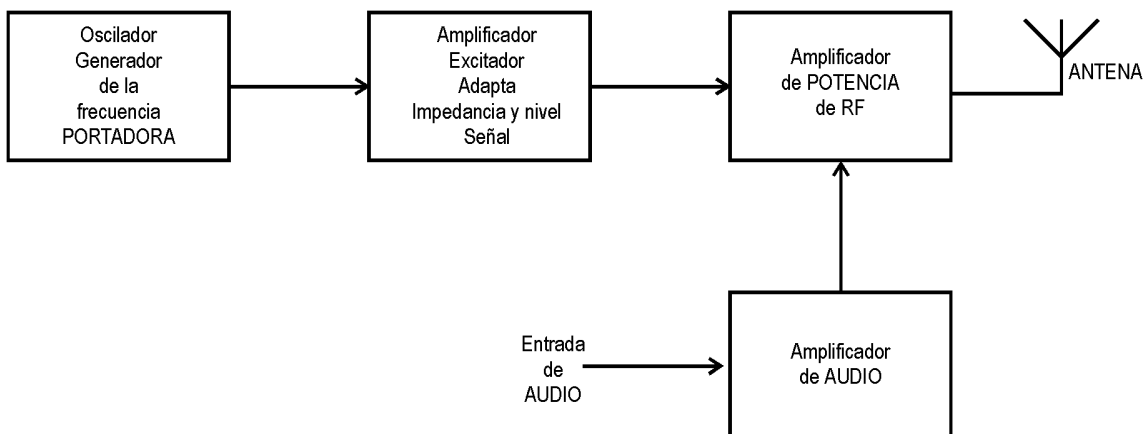 Oscilador
Generador
de la
frecuencia
PORTADORA
Amplificador
Excitador
Adapta
Impedancia y nivel
Señal
Amplificador
de POTENCIA
de RF
ANTENA
Entrada
de
AUDIO
Amplificador
de AUDIO